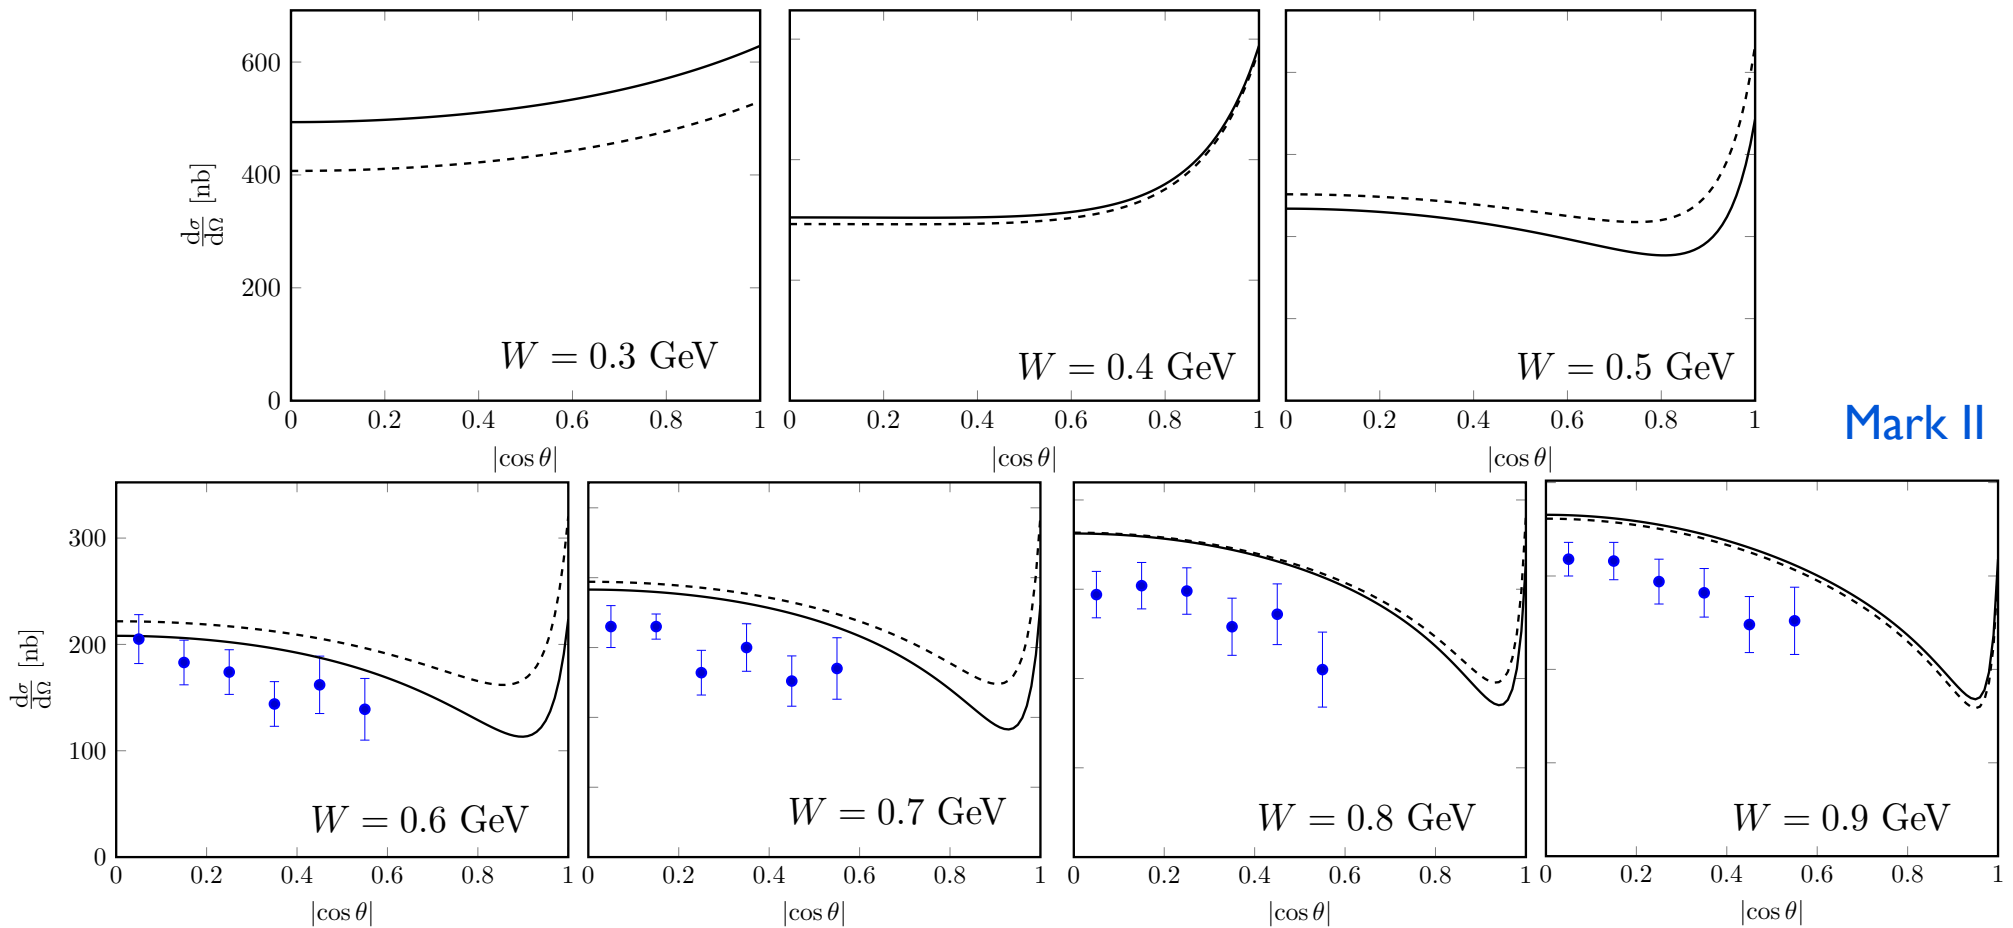 600
400
200
0
dσ/dΩ [nb]
W = 0.3 GeV
0 0.2 0.4 0.6 0.8 1
|cos θ|
W = 0.4 GeV
0 0.2 0.4 0.6 0.8 1
|cos θ|
W = 0.5 GeV
0 0.2 0.4 0.6 0.8 1
|cos θ|
Mark II
300
200
100
0
dσ/dΩ [nb]
W = 0.6 GeV
0 0.2 0.4 0.6 0.8 1
|cos θ|
W = 0.7 GeV
0.2 0.4 0.6 0.8 1
|cos θ|
W = 0.8 GeV
0 0.2 0.4 0.6 0.8 1
|cos θ|
W = 0.9 GeV
0.2 0.4 0.6 0.8 1
|cos θ|